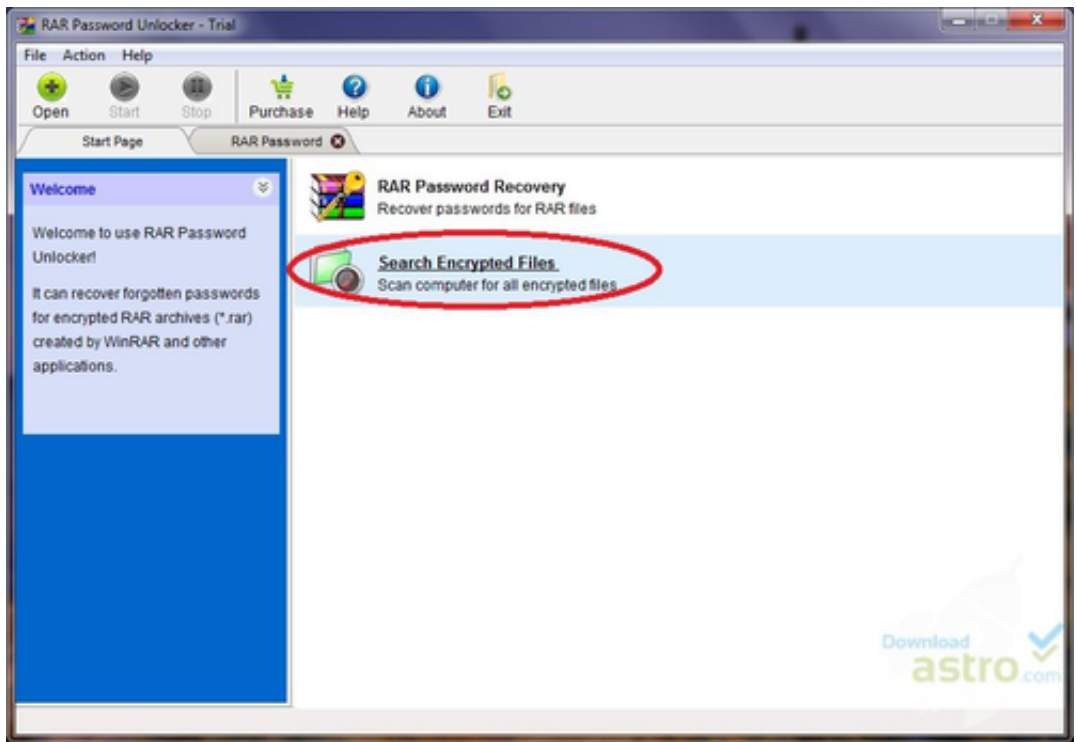 RAR Password Unlocker - Trial
File Action Help
Open Start Stop Purchase Help About Exit
Start Page RAR Password
Welcome
Welcome to use RAR Password
Unlocker!
It can recover forgotten passwords
for encrypted RAR archives (*.rar)
created by WinRAR and other
applications.
RAR Password Recovery
Recover passwords for RAR files
Search Encrypted Files
Scan computer for all encrypted files
Download
astro.com